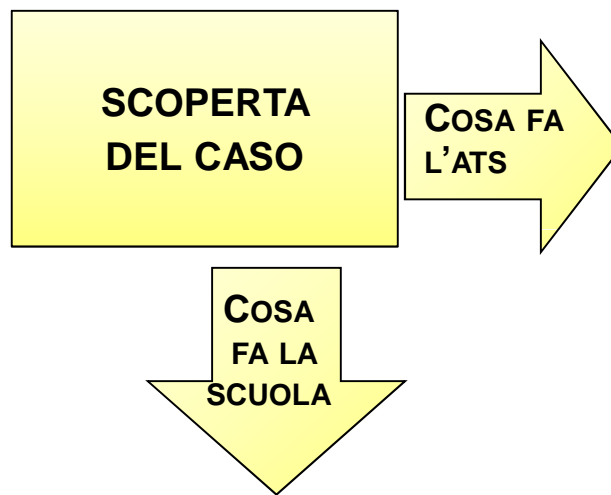 SCOPERTA
DEL CASO
COSA FA
L'ATS
COSA
FA LA
SCUOLA